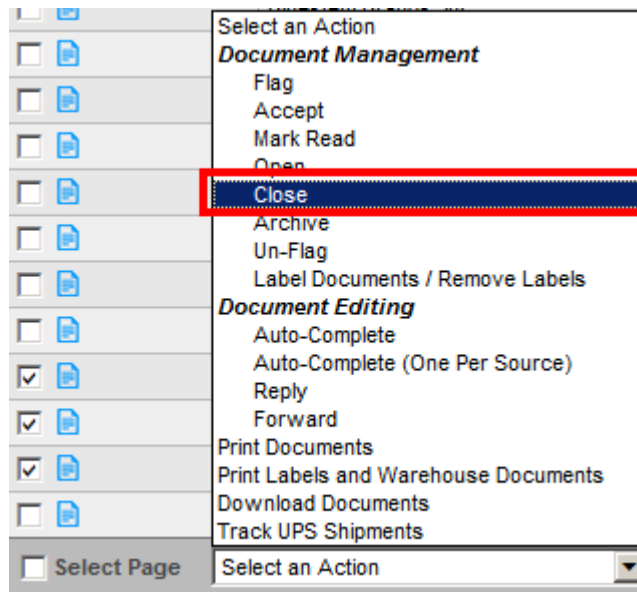 Select an Action
Document Management
Flag
Accept
Mark Read
Open
Close
Archive
Un-Flag
Label Documents / Remove Labels
Document Editing
Auto-Complete
Auto-Complete (One Per Source)
Reply
Forward
Print Documents
Print Labels and Warehouse Documents
Download Documents
Track UPS Shipments
Select Page
Select an Action